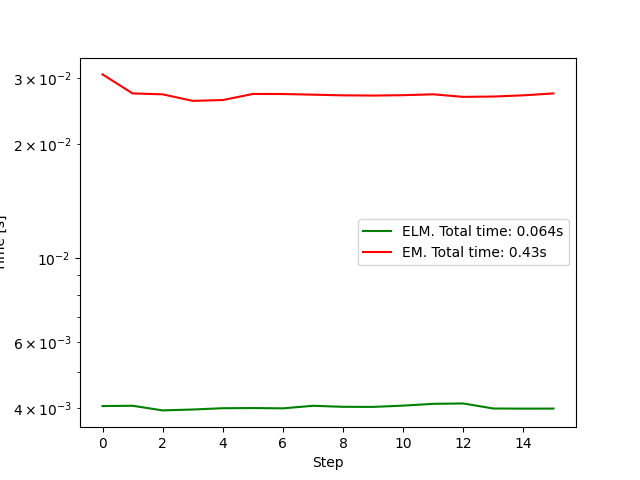 3 × 10⁻²
2 × 10⁻²
10⁻²
6 × 10⁻³
4 × 10⁻³
ELM. Total time: 0.064s
EM. Total time: 0.43s
0 2 4 6 8 10 12 14
Step